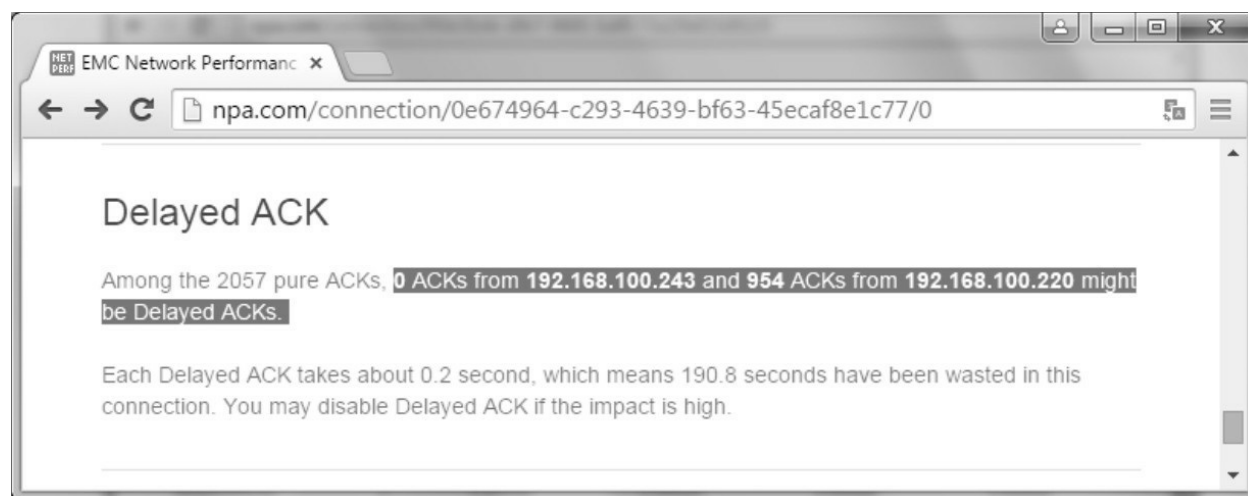 NET
PERF
EMC Network Performanc
npa.com/connection/0e674964-c293-4639-bf63-45ecaf8e1c77/0
Delayed ACK
Among the 2057 pure ACKs, 0 ACKs from 192.168.100.243 and 954 ACKs from 192.168.100.220 might
be Delayed ACKs.
Each Delayed ACK takes about 0.2 second, which means 190.8 seconds have been wasted in this
connection. You may disable Delayed ACK if the impact is high.